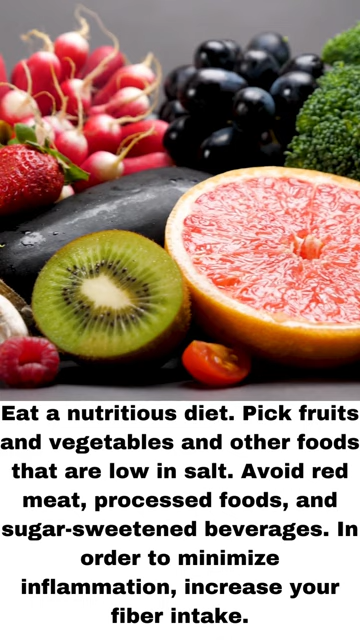 Eat a nutritious diet. Pick fruits
and vegetables and other foods
that are low in salt. Avoid red
meat, processed foods, and
sugar-sweetened beverages. In
order to minimize
inflammation, increase your
fiber intake.